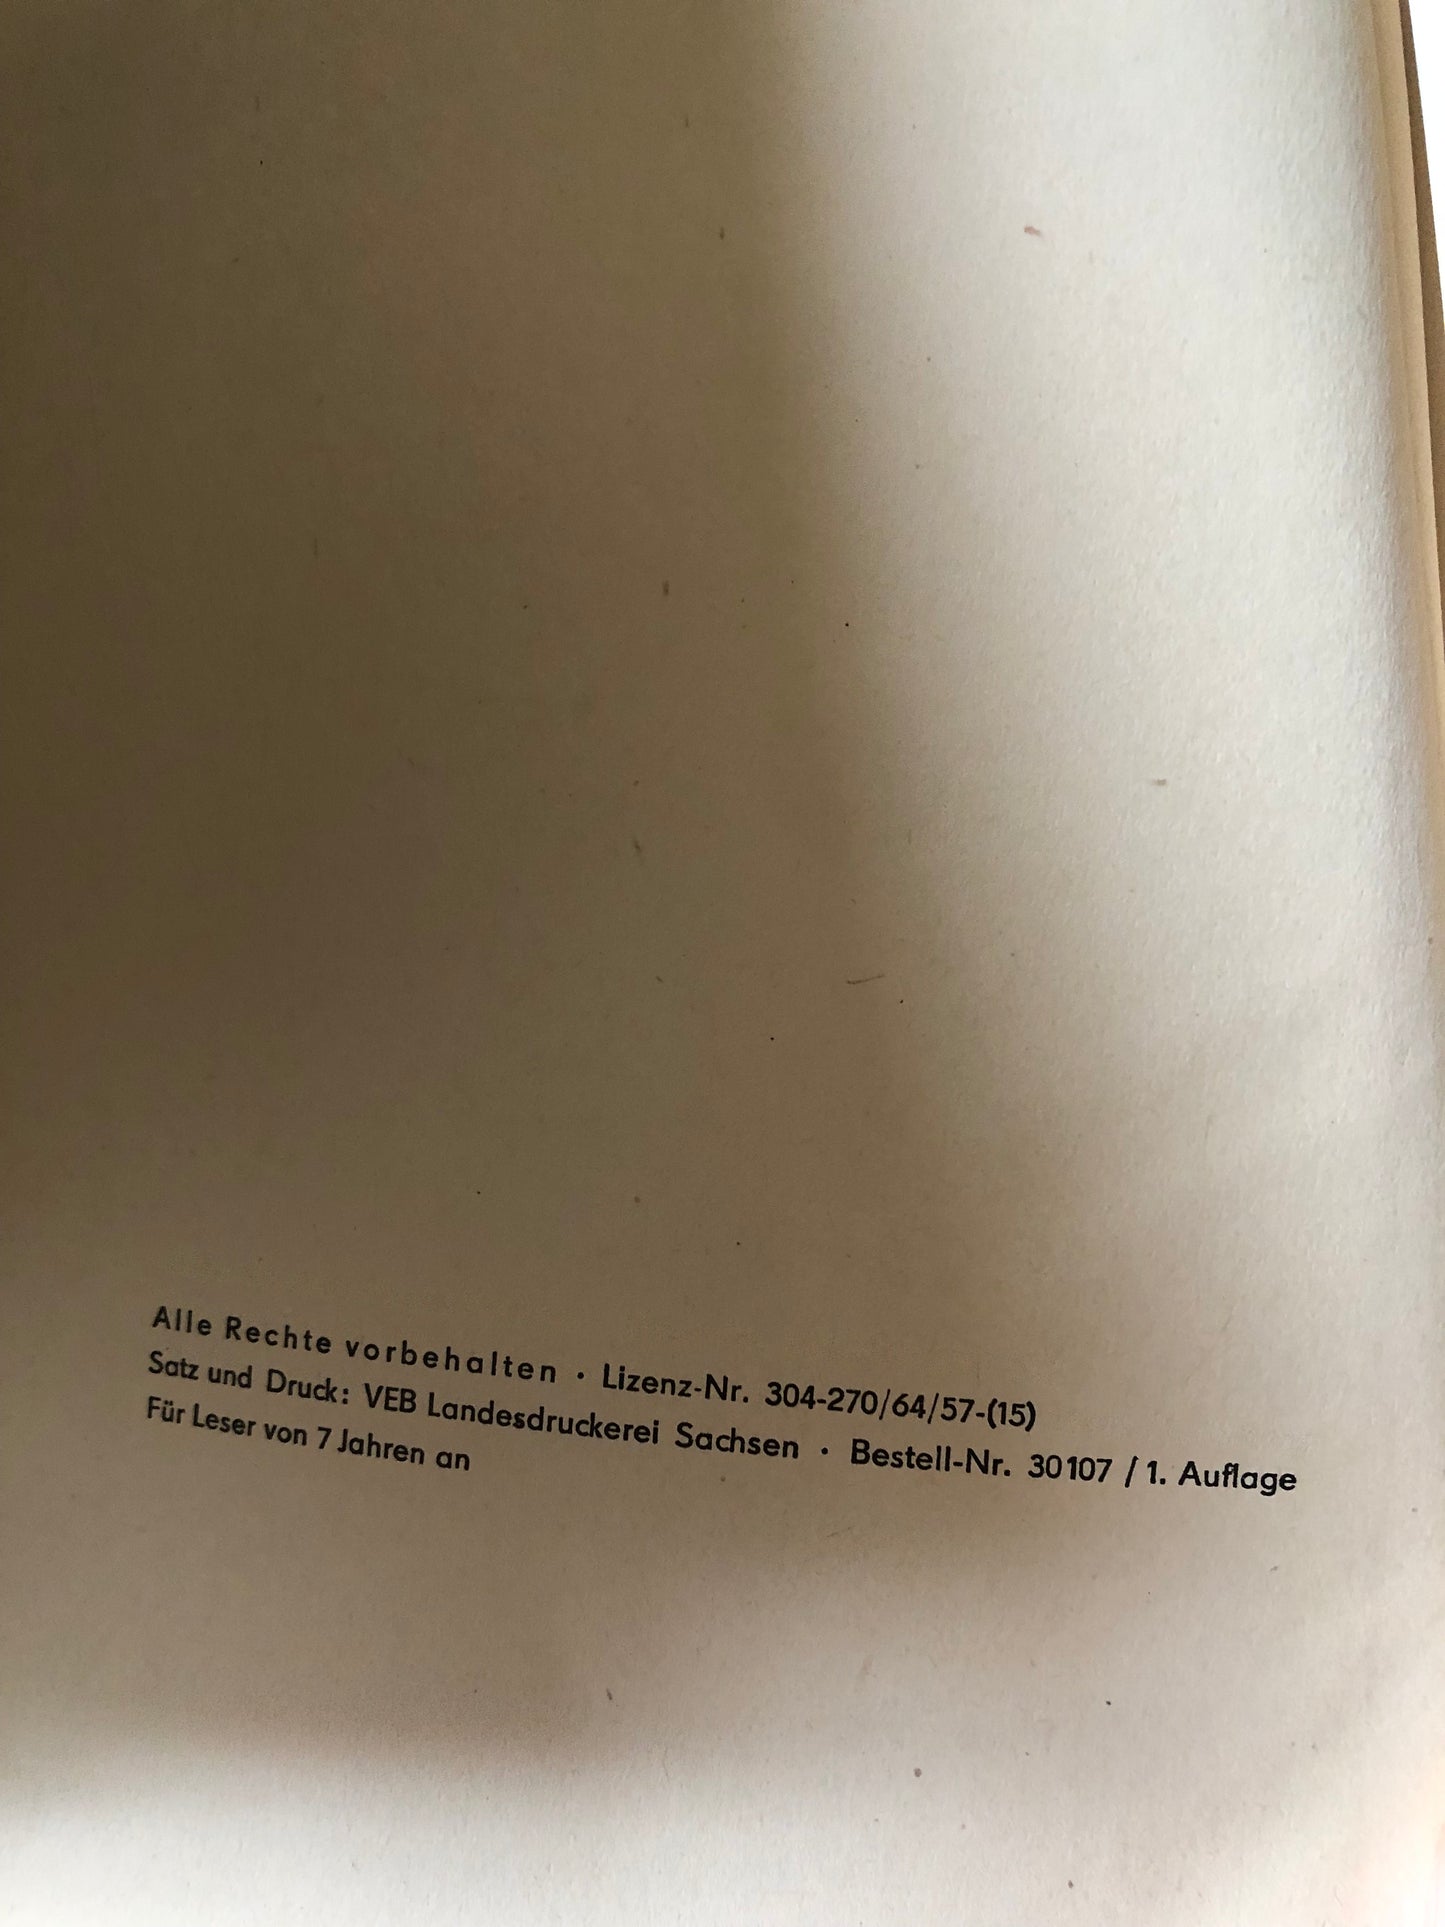 Alle Rechte vorbehalten · Lizenz-Nr. 304-270/64/57-(15)
Satz und Druck: VEB Landesdruckerei Sachsen · Bestell-Nr. 30107 / 1. Auflage
Für Leser von 7 Jahren an